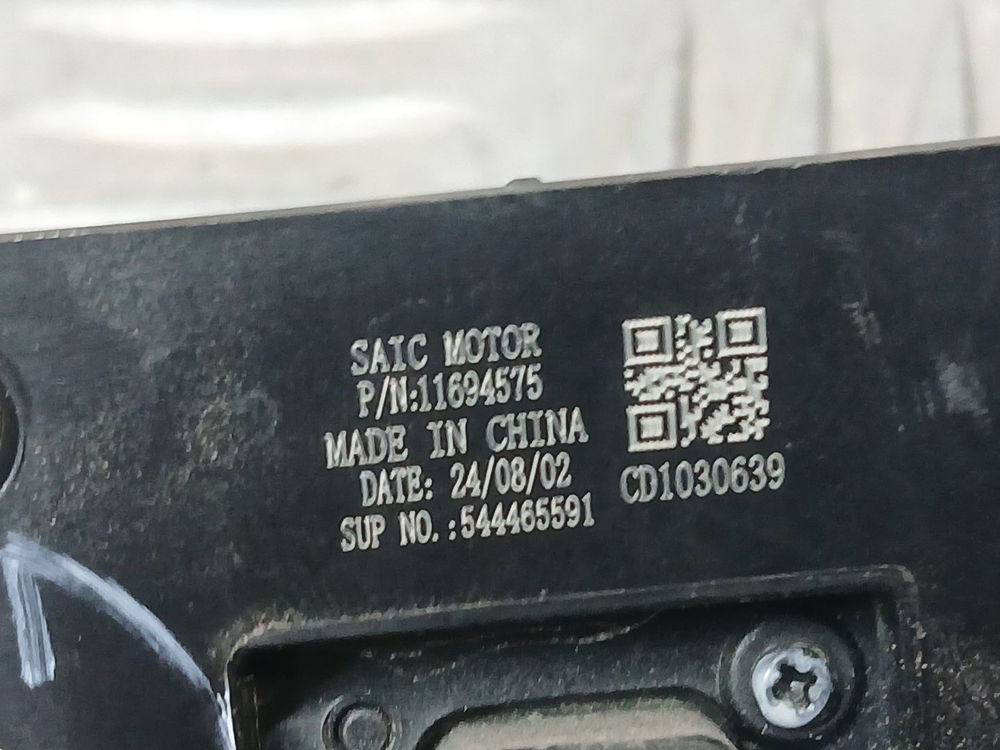 SAIC MOTOR
P/N:11694575
MADE IN CHINA
DATE: 24/08/02
SUP NO.:544465591
CD1030639